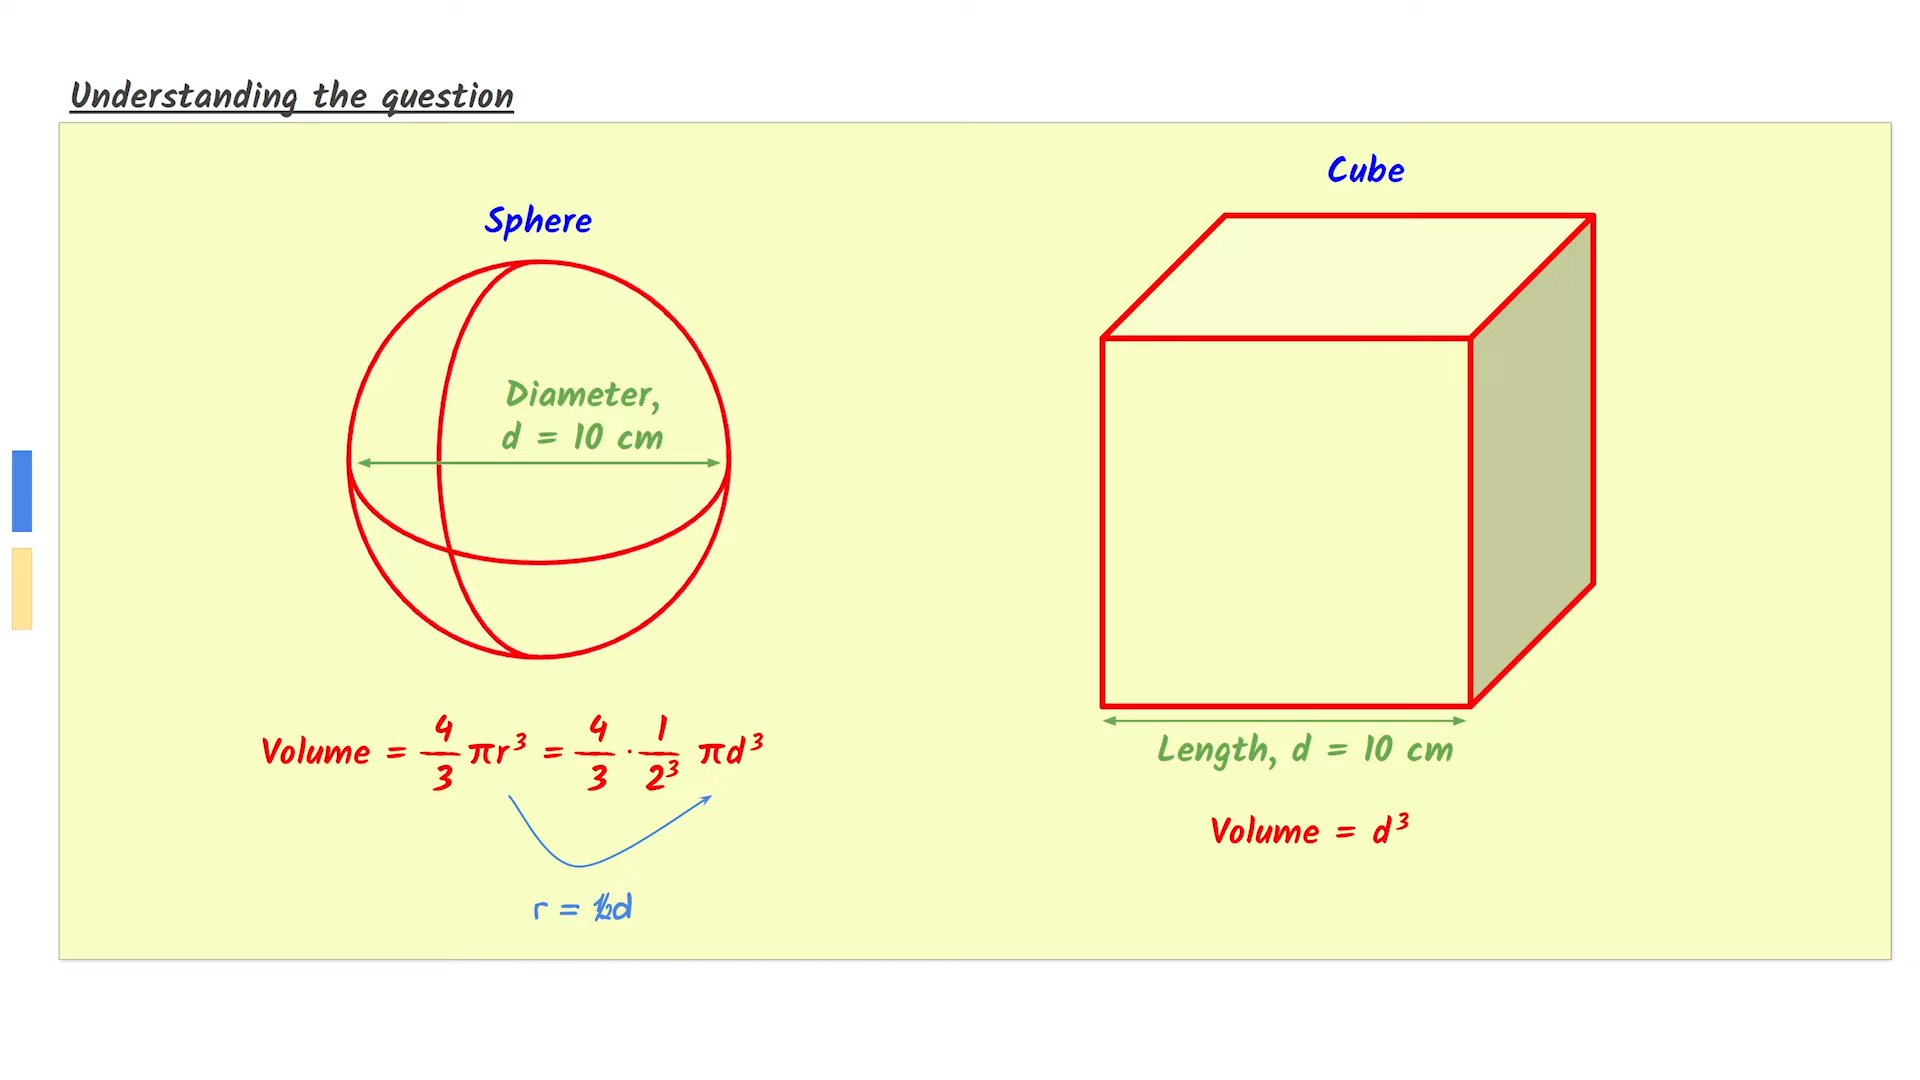 Understanding the question
Sphere
Diameter,
d = 10 cm
Volume = 4/3 πr³ = 4/3 · 1/2³ πd³
r = ½d
Cube
Length, d = 10 cm
Volume = d³